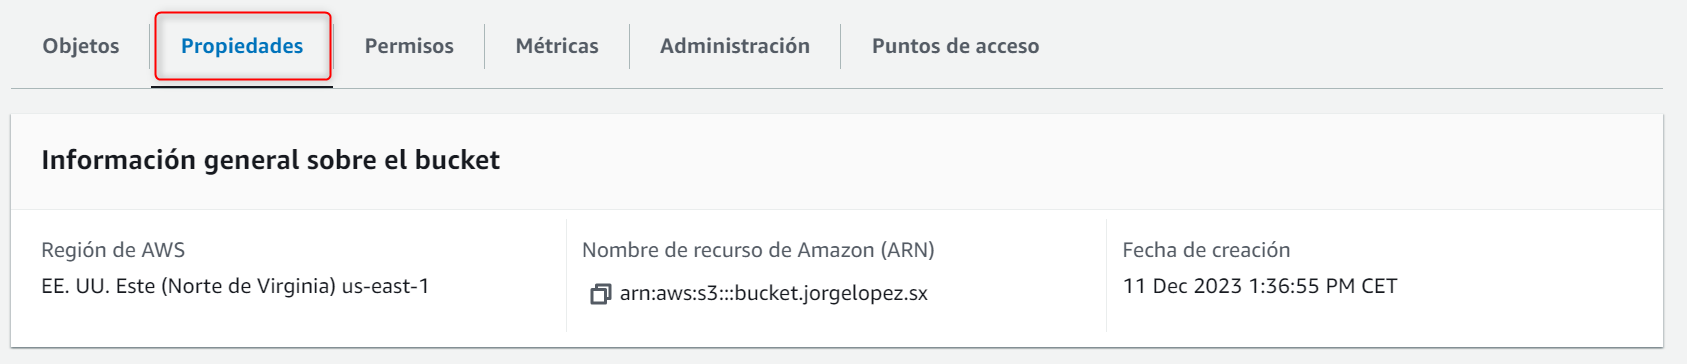 Objetos Propiedades Permisos Métricas Administración Puntos de acceso
Información general sobre el bucket
Región de AWS
EE. UU. Este (Norte de Virginia) us-east-1
Nombre de recurso de Amazon (ARN)
arn:aws:s3:::bucket.jorgelopez.sx
Fecha de creación
11 Dec 2023 1:36:55 PM CET